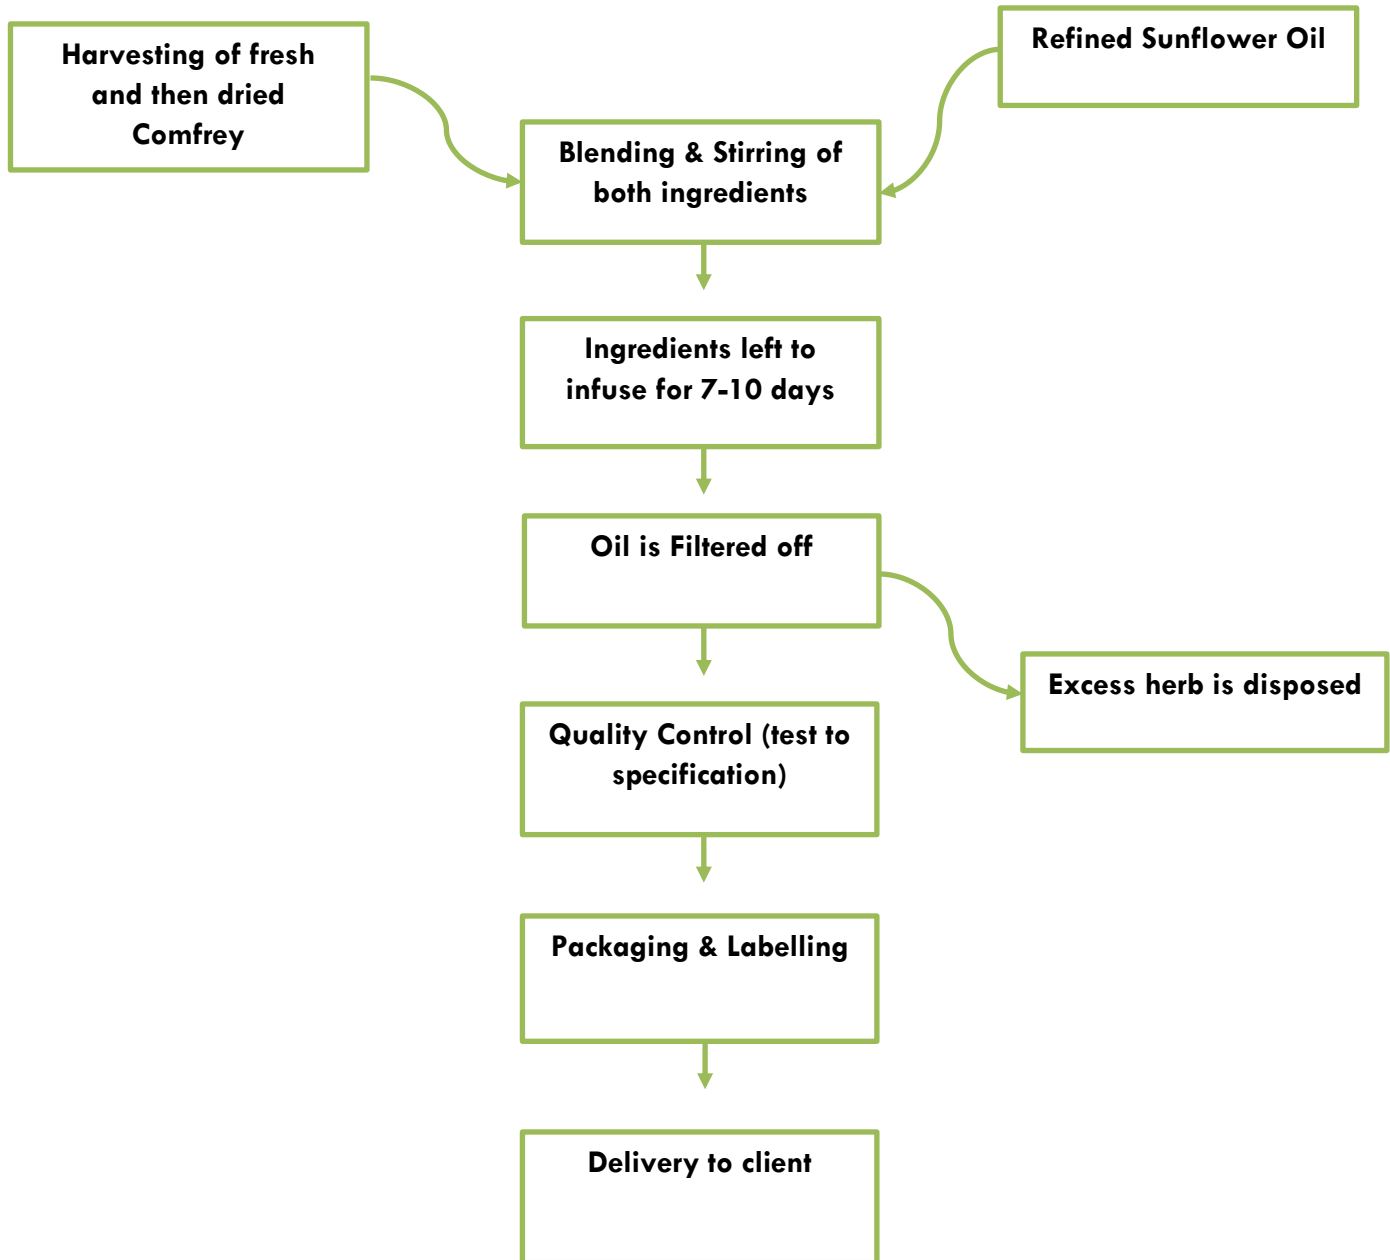 Harvesting of fresh
and then dried
Comfrey
Refined Sunflower Oil
Blending & Stirring of
both ingredients
Ingredients left to
infuse for 7-10 days
Oil is Filtered off
Excess herb is disposed
Quality Control (test to
specification)
Packaging & Labelling
Delivery to client